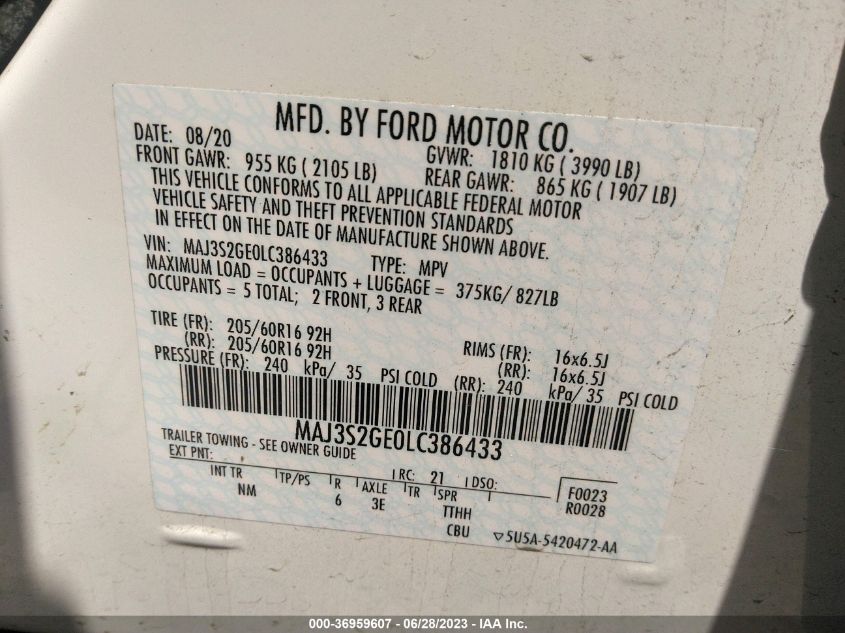 MFD. BY FORD MOTOR CO.
DATE: 08/20 GVWR: 1810 KG ( 3990 LB)
FRONT GAWR: 955 KG ( 2105 LB) REAR GAWR: 865 KG ( 1907 LB)
THIS VEHICLE CONFORMS TO ALL APPLICABLE FEDERAL MOTOR
VEHICLE SAFETY AND THEFT PREVENTION STANDARDS
IN EFFECT ON THE DATE OF MANUFACTURE SHOWN ABOVE.
VIN: MAJ3S2GE0LC386433 TYPE: MPV
MAXIMUM LOAD = OCCUPANTS + LUGGAGE = 375KG/ 827LB
OCCUPANTS = 5 TOTAL; 2 FRONT, 3 REAR
TIRE (FR): 205/60R16 92H RIMS (FR): 16x6.5J
(RR): 205/60R16 92H (RR): 16x6.5J
PRESSURE (FR): 240 kPa/ 35 PSI COLD (RR): 240 kPa/ 35 PSI COLD
MAJ3S2GE0LC386433
TRAILER TOWING - SEE OWNER GUIDE
EXT PNT: RC: 21 DSO: F0023
INT TR TP/PS R AXLE TR SPR R0028
NM 6 3E TTHH
CBU 5U5A-5420472-AA
000-36959607 - 06/28/2023 - IAA Inc.